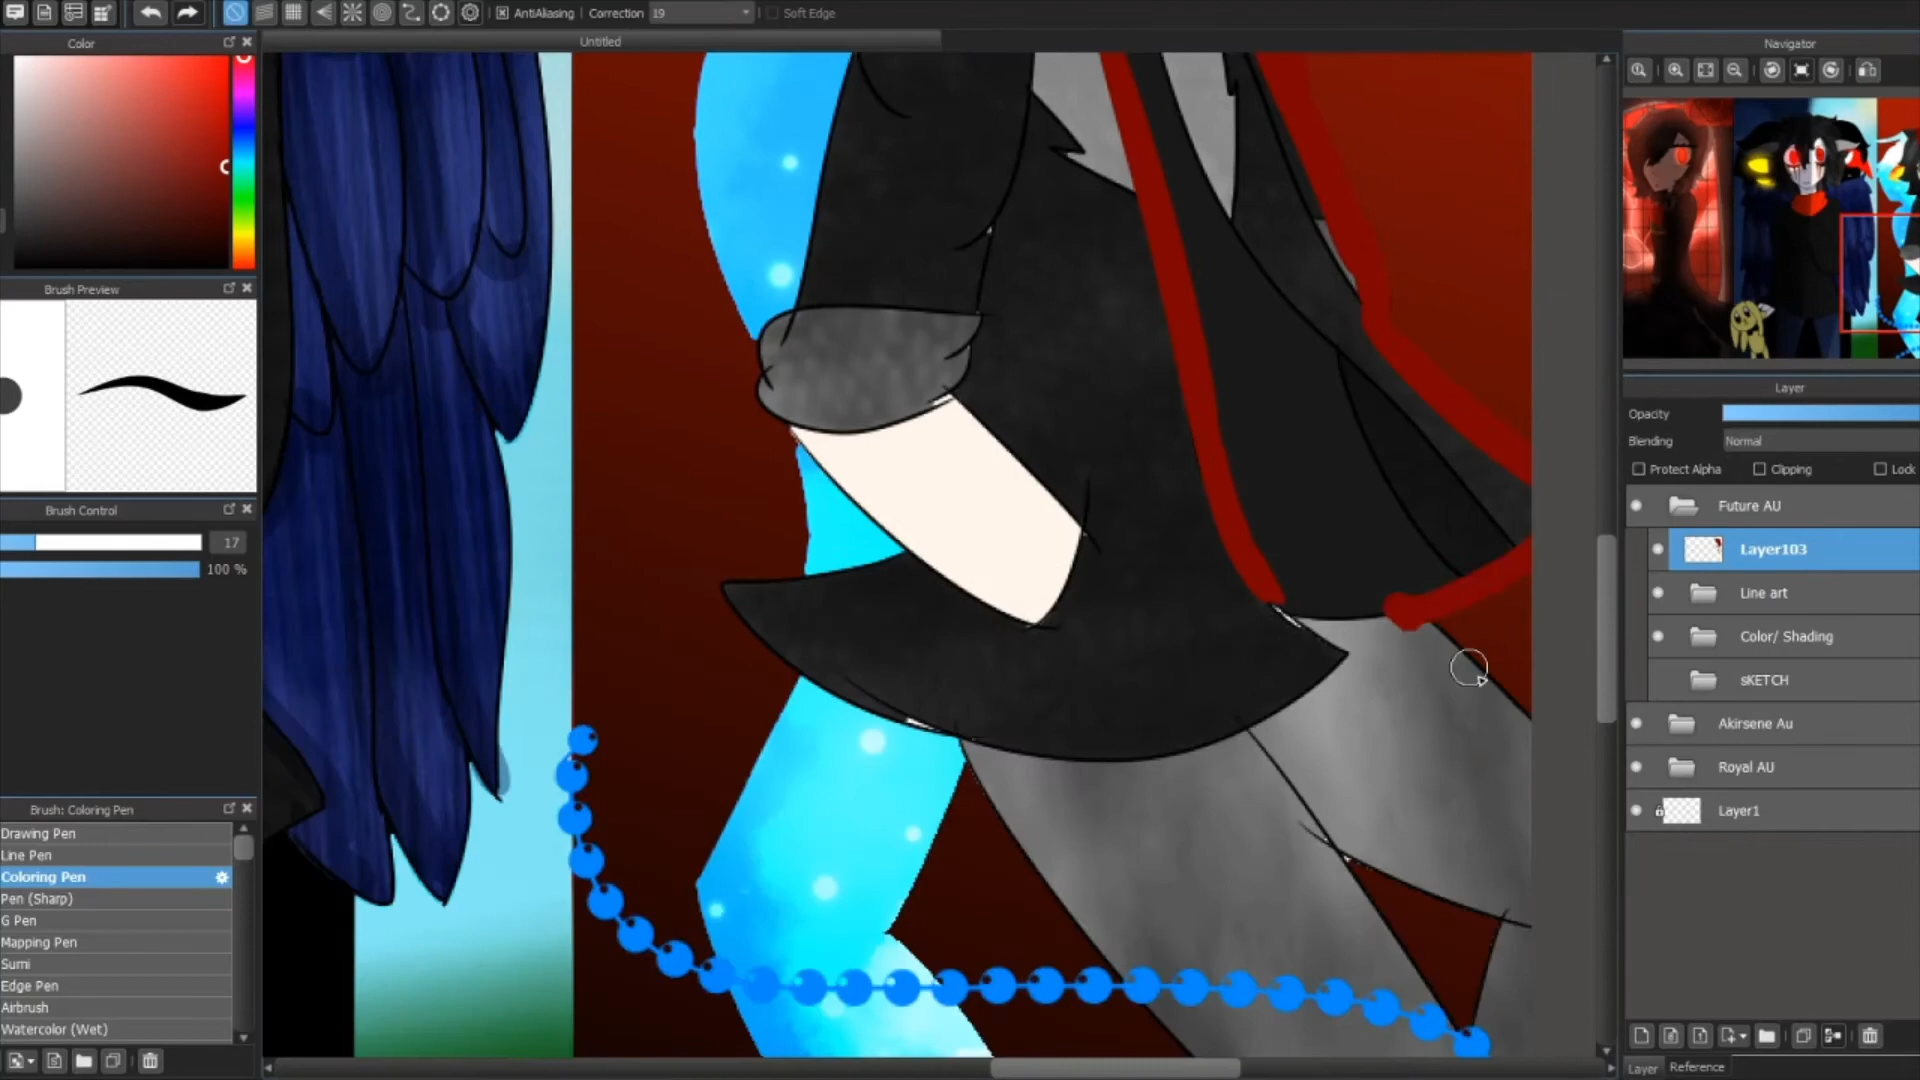 AntiAliasing Correction 19 Soft Edge
Color
Untitled
Navigator
Brush Preview
Layer
Opacity
Blending Normal
Protect Alpha Clipping Lock
Brush Control
17
100 %
Future AU
Layer103
Line art
Color/ Shading
sKETCH
Akirsene Au
Royal AU
Layer1
Brush: Coloring Pen
Drawing Pen
Line Pen
Coloring Pen
Pen (Sharp)
G Pen
Mapping Pen
Sumi
Edge Pen
Airbrush
Watercolor (Wet)
Layer Reference